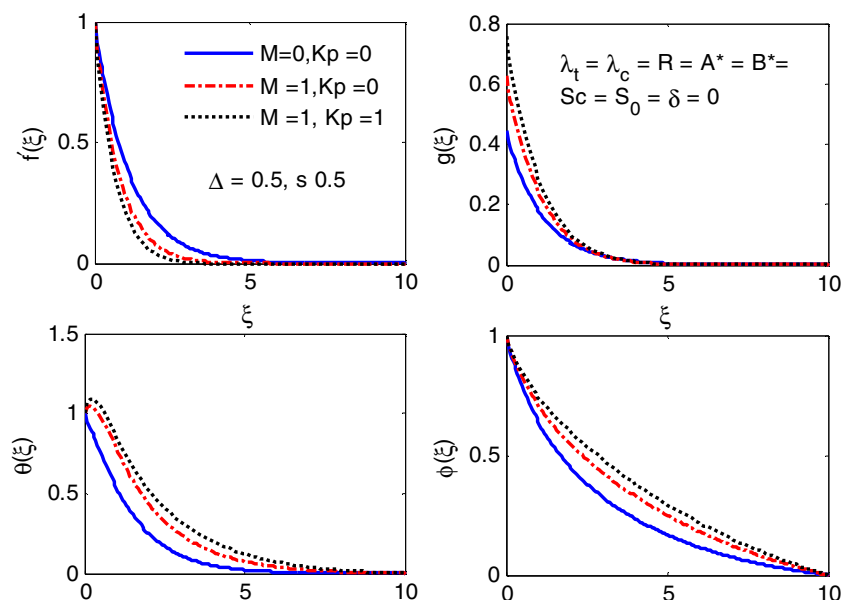 1
0.5
0
0 5 10
f'(ξ)
ξ
M=0,Kp =0
M =1,Kp=0
M =1, Kp=1
Δ = 0.5, s 0.5
0.8
0.6
0.4
0.2
0
0 5 10
g(ξ)
ξ
λt = λc = R = A* = B*=
Sc = S0 = δ = 0
1.5
1
0.5
0
0 5 10
θ(ξ)
1
0.5
0
0 5 10
ϕ(ξ)